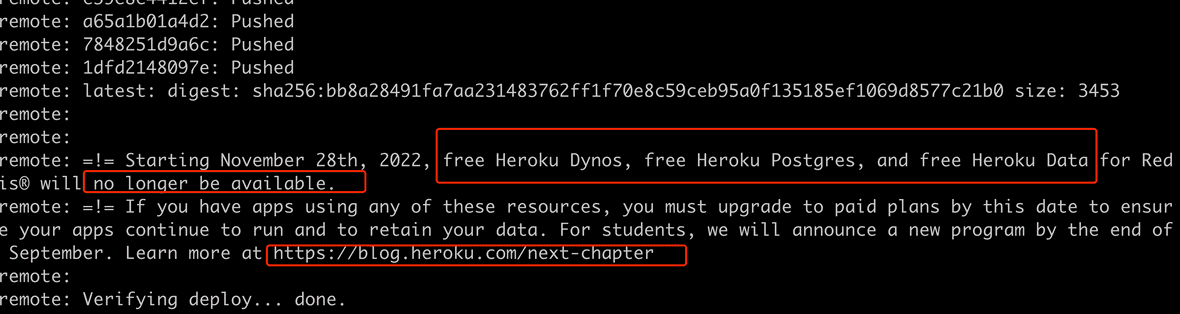 remote: a65a1b01a4d2: Pushed
remote: 7848251d9a6c: Pushed
remote: 1dfd2148097e: Pushed
remote: latest: digest: sha256:bb8a28491fa7aa231483762ff1f70e8c59ceb95a0f135185ef1069d8577c21b0 size: 3453
remote:
remote:
remote: =!= Starting November 28th, 2022, free Heroku Dynos, free Heroku Postgres, and free Heroku Data for Red
is® will no longer be available.
remote: =!= If you have apps using any of these resources, you must upgrade to paid plans by this date to ensur
e your apps continue to run and to retain your data. For students, we will announce a new program by the end of
September. Learn more at https://blog.heroku.com/next-chapter
remote:
remote: Verifying deploy... done.